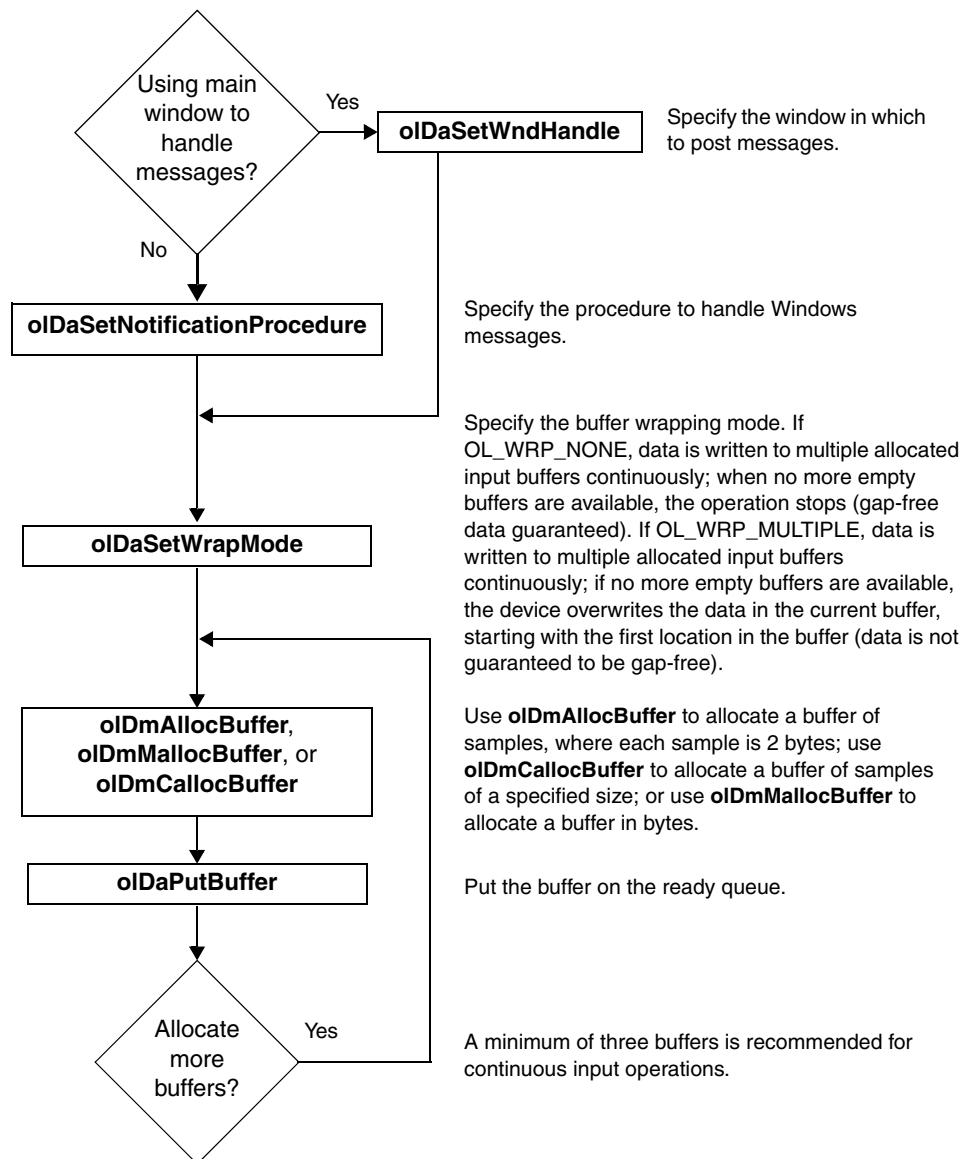 Using main
window to
handle
messages?
Yes
olDaSetWndHandle
Specify the window in which
to post messages.
No
olDaSetNotificationProcedure
Specify the procedure to handle Windows
messages.
Specify the buffer wrapping mode. If
OL_WRP_NONE, data is written to multiple allocated
input buffers continuously; when no more empty
buffers are available, the operation stops (gap-free
data guaranteed). If OL_WRP_MULTIPLE, data is
written to multiple allocated input buffers
continuously; if no more empty buffers are available,
the device overwrites the data in the current buffer,
starting with the first location in the buffer (data is not
guaranteed to be gap-free).
olDaSetWrapMode
olDmAllocBuffer,
olDmMallocBuffer, or
olDmCallocBuffer
Use olDmAllocBuffer to allocate a buffer of
samples, where each sample is 2 bytes; use
olDmCallocBuffer to allocate a buffer of samples
of a specified size; or use olDmMallocBuffer to
allocate a buffer in bytes.
olDaPutBuffer
Put the buffer on the ready queue.
Allocate
more
buffers?
Yes
A minimum of three buffers is recommended for
continuous input operations.